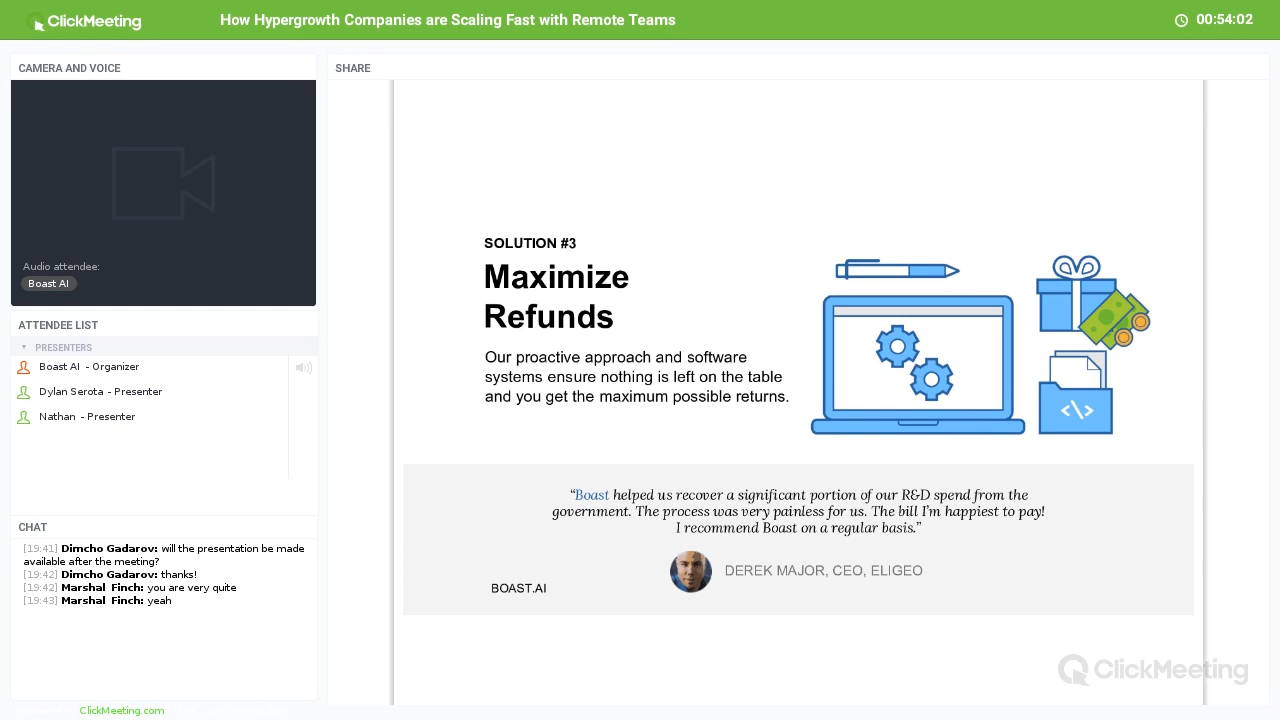 ClickMeeting
How Hypergrowth Companies are Scaling Fast with Remote Teams
00:54:02
CAMERA AND VOICE
Audio attendee:
Boast AI
ATTENDEE LIST
PRESENTERS
Boast AI - Organizer
Dylan Serota - Presenter
Nathan - Presenter
CHAT
[19:41] Dimcho Gadarov: will the presentation be made
available after the meeting?
[19:42] Dimcho Gadarov: thanks!
[19:42] Marshal Finch: you are very quite
[19:43] Marshal Finch: yeah
ClickMeeting.com
SHARE
SOLUTION #3
Maximize
Refunds
Our proactive approach and software
systems ensure nothing is left on the table
and you get the maximum possible returns.
</>
“Boast helped us recover a significant portion of our R&D spend from the
government. The process was very painless for us. The bill I’m happiest to pay!
I recommend Boast on a regular basis.”
DEREK MAJOR, CEO, ELIGEO
BOAST.AI
ClickMeeting